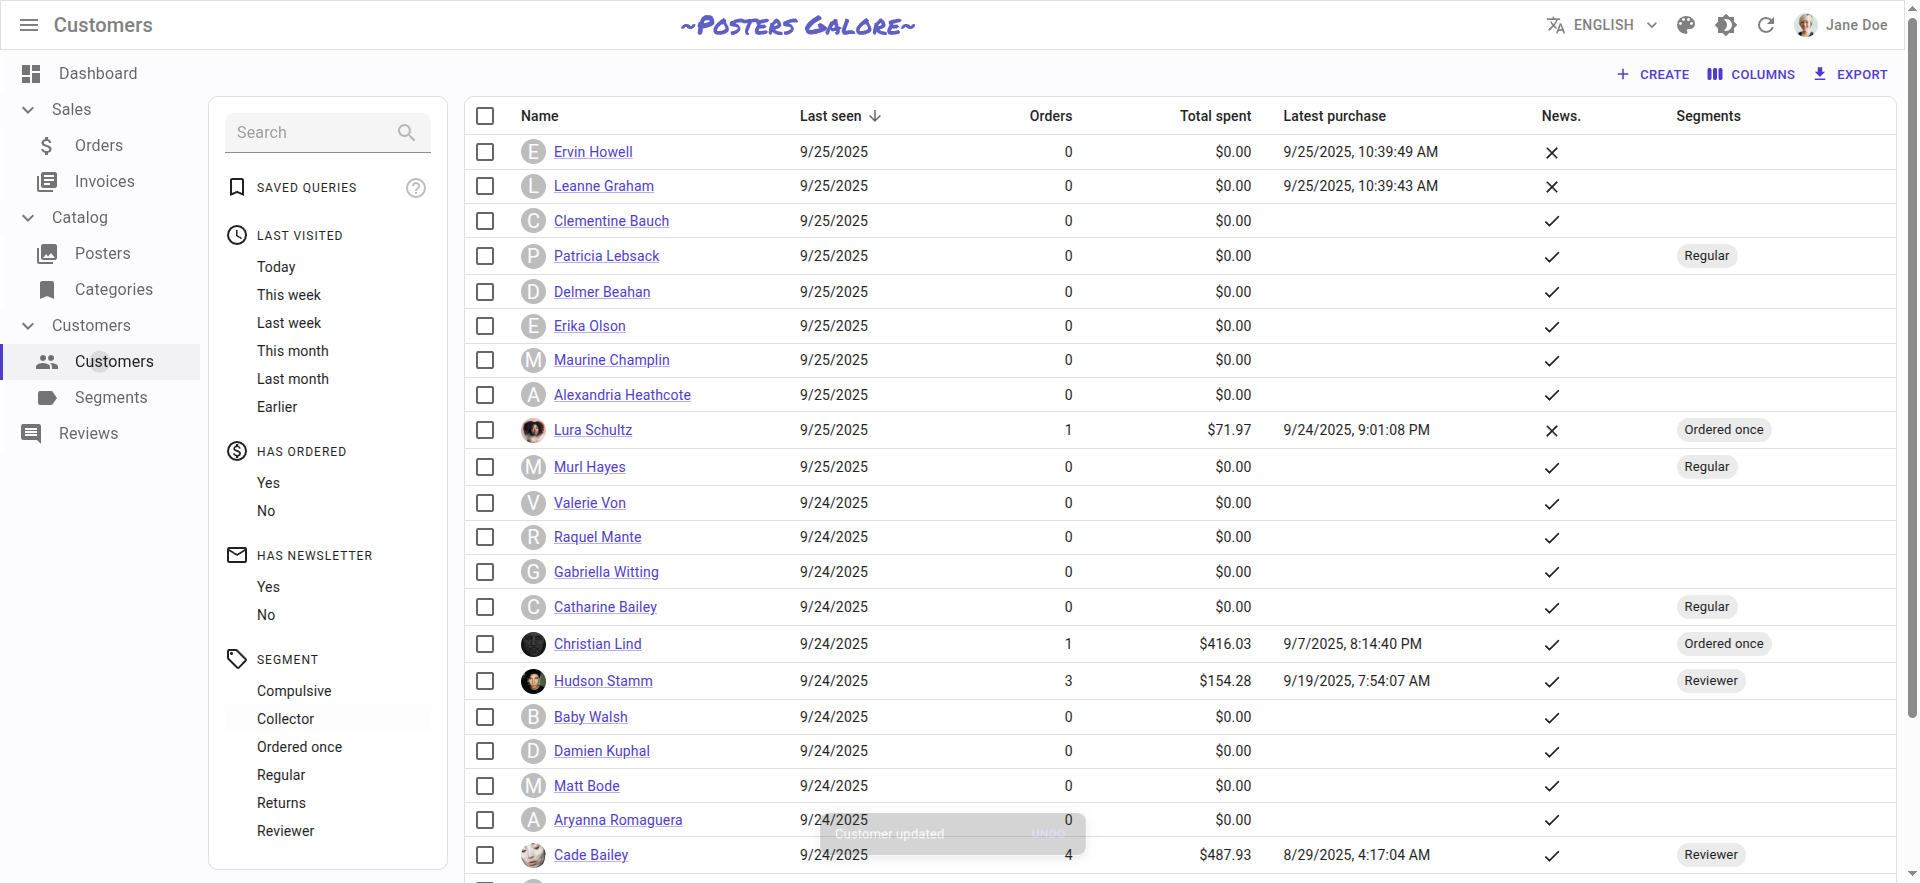 Customers
~Posters Galore~
ENGLISH
Jane Doe
Dashboard
Sales
Orders
Invoices
Catalog
Posters
Categories
Customers
Customers
Segments
Reviews
CREATE
COLUMNS
EXPORT
Search
SAVED QUERIES
?
LAST VISITED
Today
This week
Last week
This month
Last month
Earlier
HAS ORDERED
Yes
No
HAS NEWSLETTER
Yes
No
SEGMENT
Compulsive
Collector
Ordered once
Regular
Returns
Reviewer
Name Last seen Orders Total spent Latest purchase News. Segments
E Ervin Howell 9/25/2025 0 $0.00 9/25/2025, 10:39:49 AM
L Leanne Graham 9/25/2025 0 $0.00 9/25/2025, 10:39:43 AM
C Clementine Bauch 9/25/2025 0 $0.00
P Patricia Lebsack 9/25/2025 0 $0.00 Regular
D Delmer Beahan 9/25/2025 0 $0.00
E Erika Olson 9/25/2025 0 $0.00
M Maurine Champlin 9/25/2025 0 $0.00
A Alexandria Heathcote 9/25/2025 0 $0.00
Lura Schultz 9/25/2025 1 $71.97 9/24/2025, 9:01:08 PM Ordered once
M Murl Hayes 9/25/2025 0 $0.00 Regular
V Valerie Von 9/24/2025 0 $0.00
R Raquel Mante 9/24/2025 0 $0.00
G Gabriella Witting 9/24/2025 0 $0.00
C Catharine Bailey 9/24/2025 0 $0.00 Regular
Christian Lind 9/24/2025 1 $416.03 9/7/2025, 8:14:40 PM Ordered once
Hudson Stamm 9/24/2025 3 $154.28 9/19/2025, 7:54:07 AM Reviewer
B Baby Walsh 9/24/2025 0 $0.00
D Damien Kuphal 9/24/2025 0 $0.00
M Matt Bode 9/24/2025 0 $0.00
A Aryanna Romaguera 9/24/2025 0 $0.00
Customer updated UNDO
Cade Bailey 9/24/2025 4 $487.93 8/29/2025, 4:17:04 AM Reviewer